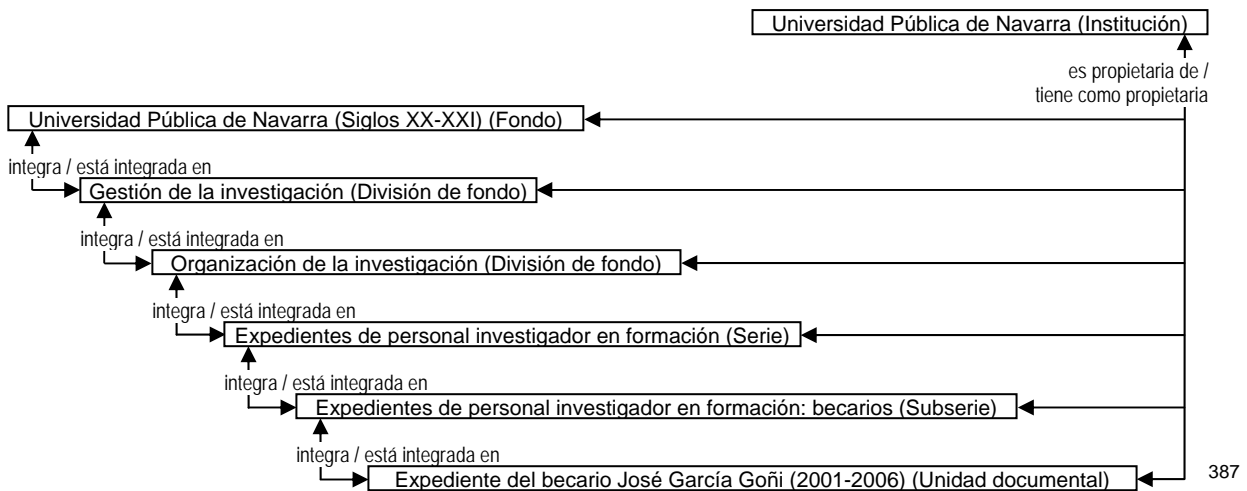 Universidad Pública de Navarra (Institución)
es propietaria de /
tiene como propietaria
Universidad Pública de Navarra (Siglos XX-XXI) (Fondo)
integra / está integrada en
Gestión de la investigación (División de fondo)
integra / está integrada en
Organización de la investigación (División de fondo)
integra / está integrada en
Expedientes de personal investigador en formación (Serie)
integra / está integrada en
Expedientes de personal investigador en formación: becarios (Subserie)
integra / está integrada en
Expediente del becario José García Goñi (2001-2006) (Unidad documental)
387